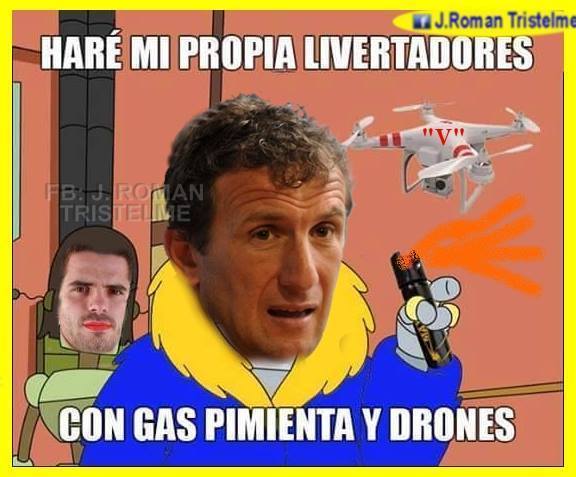 J.Roman Tristelme
HARÉ MI PROPIA LIVERTADORES
"V"
FB: J. ROMAN
TRISTELME
CON GAS PIMIENTA Y DRONES